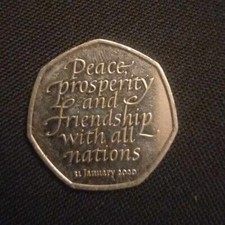 Peace,
prosperity
and
friendship
with all
nations
31 January 2020